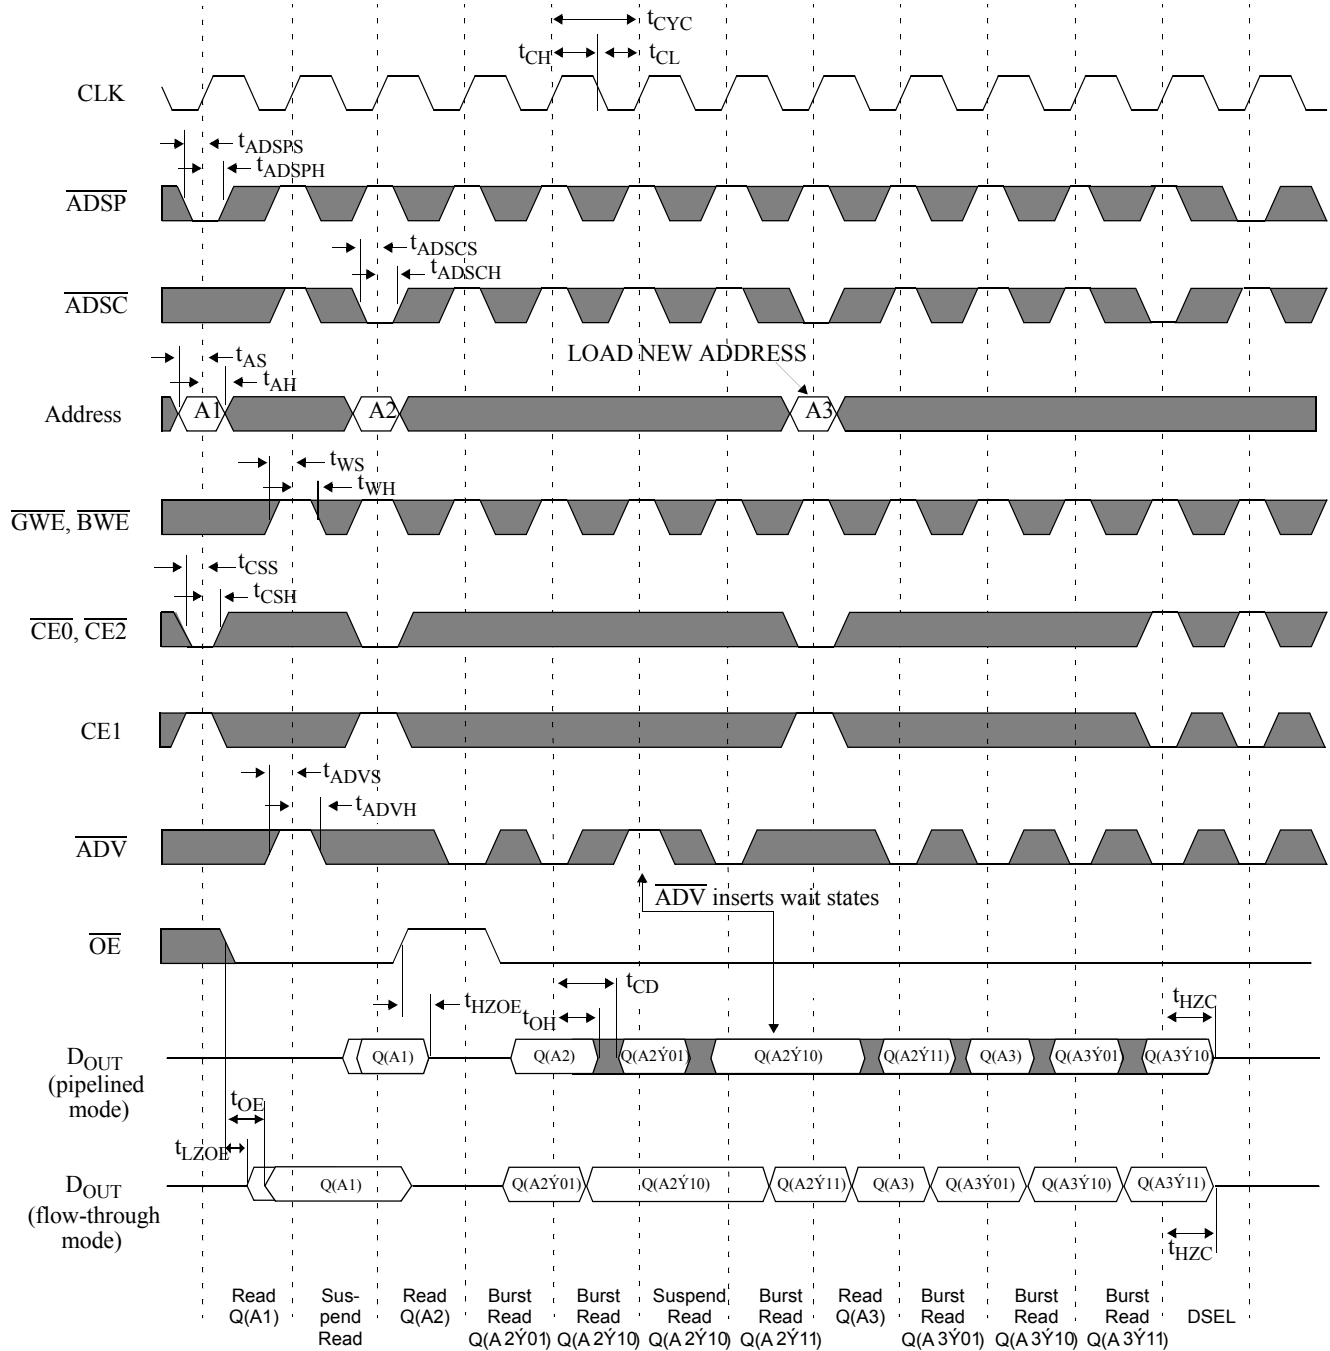 tCYC
tCH
tCL
CLK
tADSPS
tADSPH
ADSP
tADSCS
tADSCH
ADSC
LOAD NEW ADDRESS
tAS
tAH
Address
A1
A2
A3
tWS
tWH
GWE, BWE
tCSS
tCSH
CE0, CE2
CE1
tADVS
tADVH
ADV
ADV inserts wait states
OE
tCD
tHZOE
tOH
tHZC
DOUT
(pipelined
mode)
Q(A1)
Q(A2)
Q(A2Ý01)
Q(A2Ý10)
Q(A2Ý11)
Q(A3)
Q(A3Ý01)
Q(A3Ý10)
tOE
tLZOE
DOUT
(flow-through
mode)
Q(A1)
Q(A2Ý01)
Q(A2Ý10)
Q(A2Ý11)
Q(A3)
Q(A3Ý01)
Q(A3Ý10)
Q(A3Ý11)
tHZC
Read
Q(A1)
Sus-
pend
Read
Read
Q(A2)
Burst
Read
Q(A 2Ý01)
Burst
Read
Q(A 2Ý10)
Suspend
Read
Q(A 2Ý10)
Burst
Read
Q(A 2Ý11)
Read
Q(A3)
Burst
Read
Q(A 3Ý01)
Burst
Read
Q(A 3Ý10)
Burst
Read
Q(A 3Ý11)
DSEL